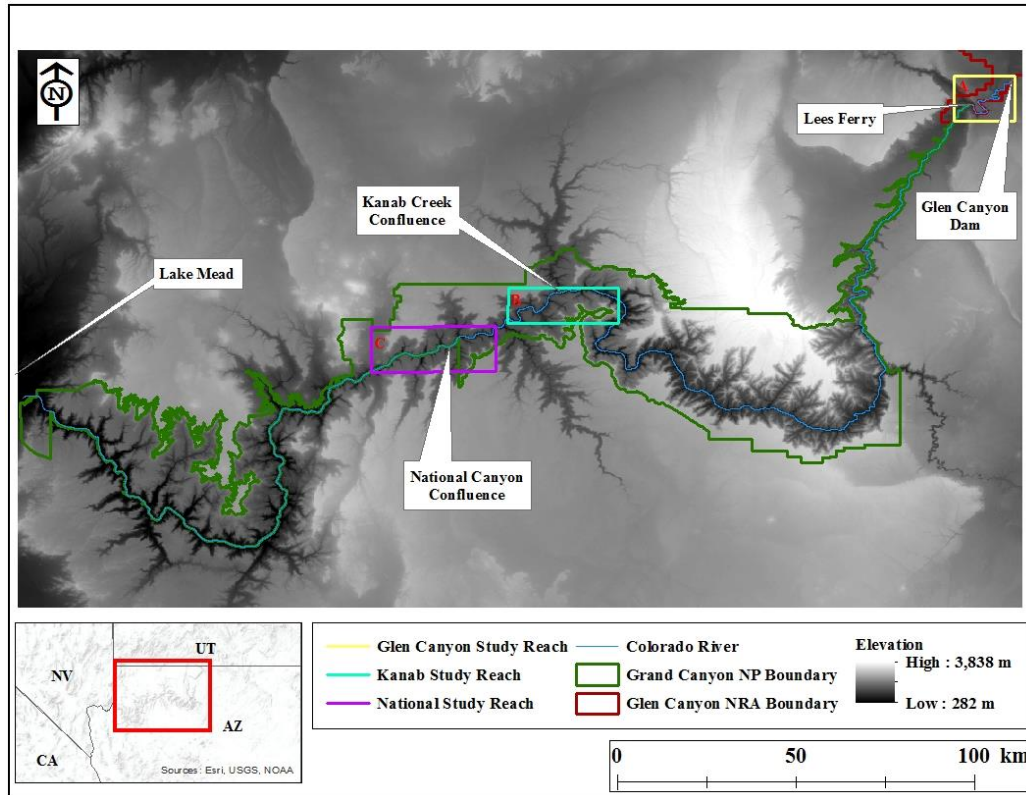 N
A
Lees Ferry
Kanab Creek
Confluence
Glen Canyon
Dam
Lake Mead
B
C
National Canyon
Confluence
UT
NV
AZ
CA
Sources: Esri, USGS, NOAA
Glen Canyon Study Reach
Kanab Study Reach
National Study Reach
Colorado River
Grand Canyon NP Boundary
Glen Canyon NRA Boundary
Elevation
High : 3,838 m
Low : 282 m
0 50 100 km